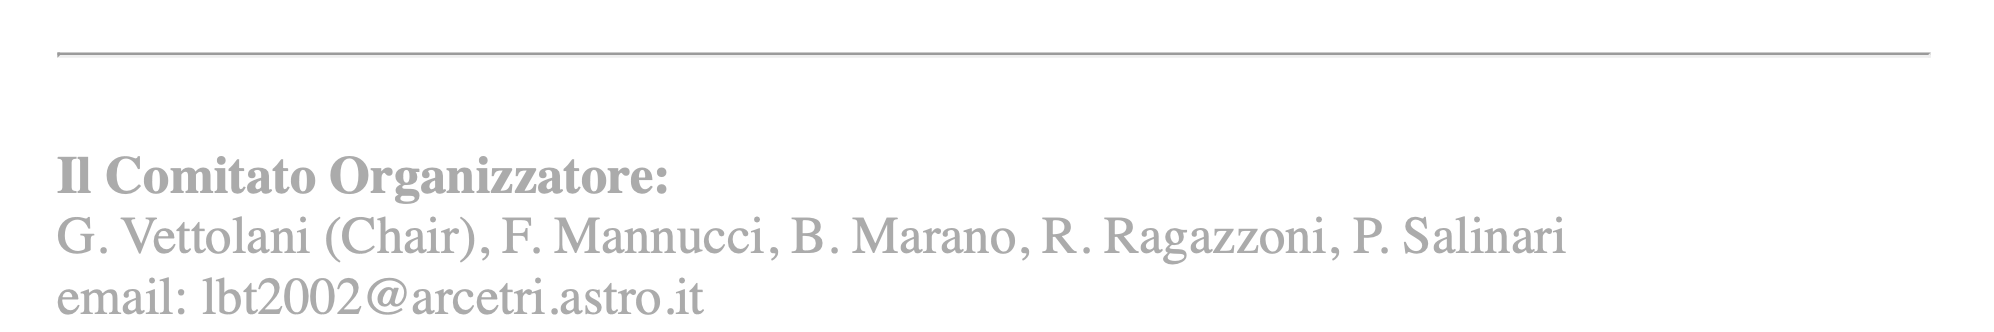 Il Comitato Organizzatore:
G. Vettolani (Chair), F. Mannucci, B. Marano, R. Ragazzoni, P. Salinari
email: lbt2002@arcetri.astro.it